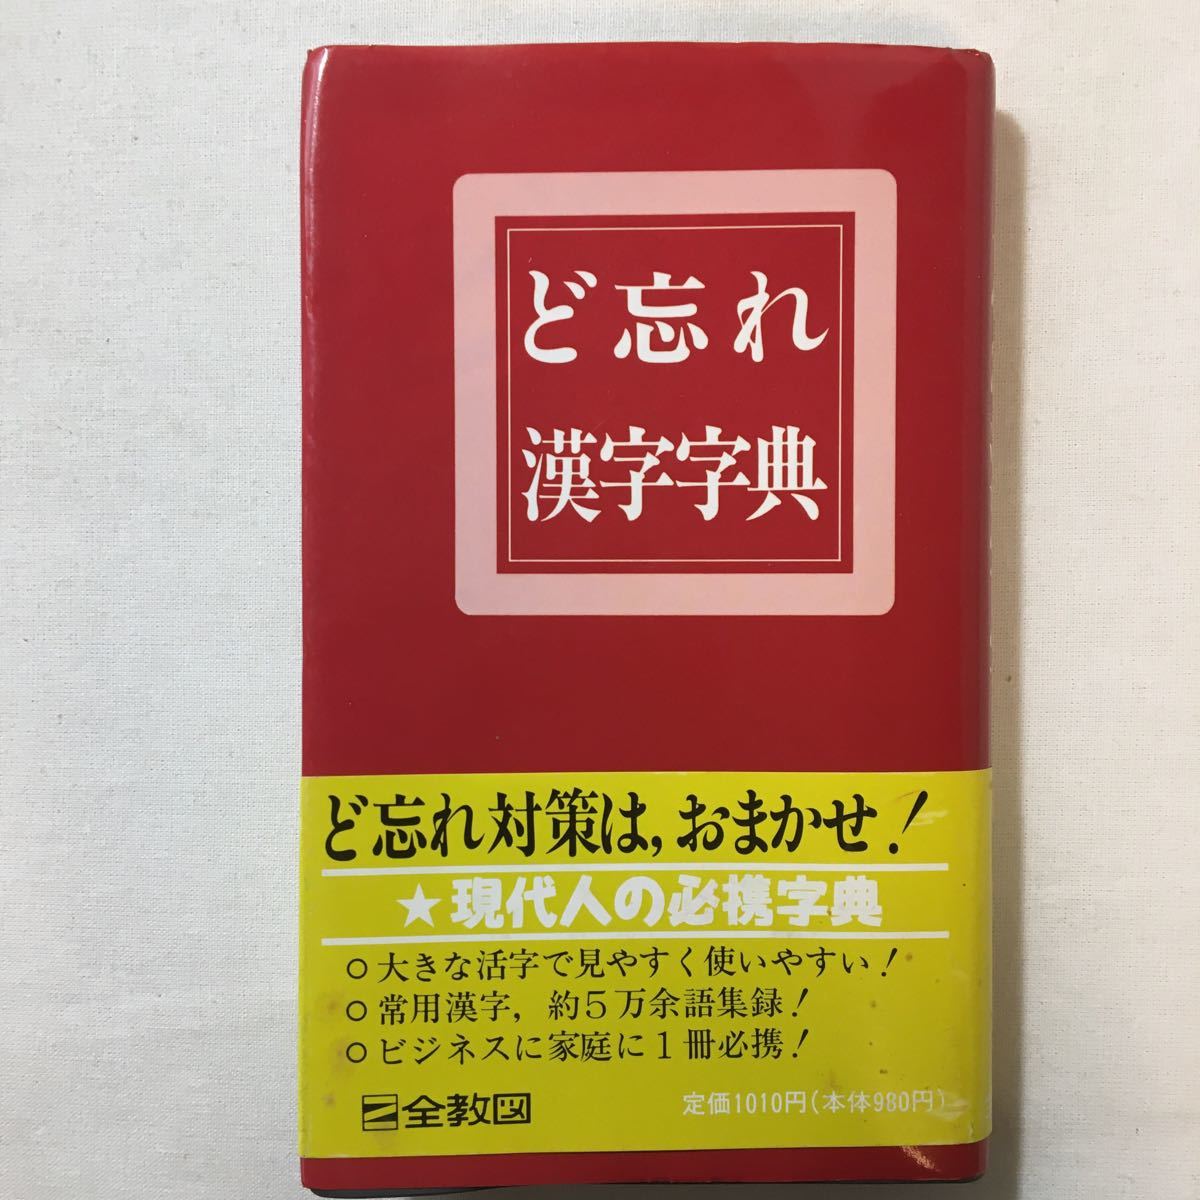 ど忘れ
漢字字典
ど忘れ対策は,おまかせ!
★現代人の必携字典
○大きな活字で見やすく使いやすい!
○常用漢字,約5万余語集録!
○ビジネスに家庭に1冊必携!
全教図
定価1010円(本体980円)